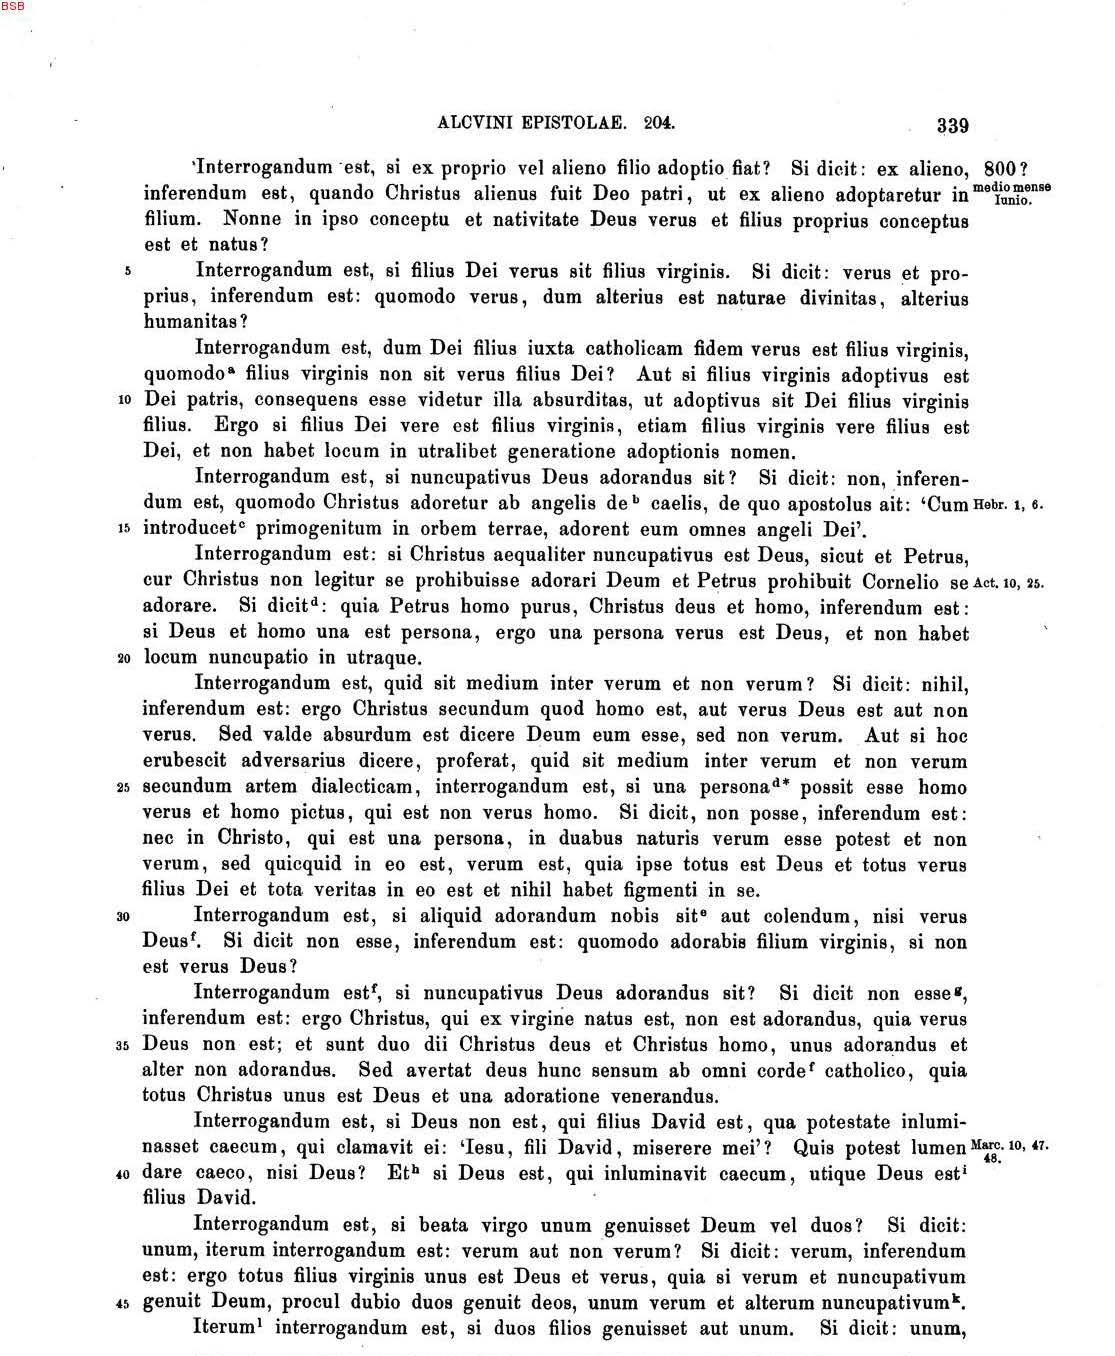 BSB
ALCVINI EPISTOLAE. 204.
339
'Interrogandum est, si ex proprio vel alieno filio adoptio fiat? Si dicit: ex alieno, 800?
inferendum est, quando Christus alienus fuit Deo patri, ut ex alieno adoptaretur in medio mense Iunio.
filium. Nonne in ipso conceptu et nativitate Deus verus et filius proprius conceptus
est et natus?
5 Interrogandum est, si filius Dei verus sit filius virginis. Si dicit: verus et pro-
prius, inferendum est: quomodo verus, dum alterius est naturae divinitas, alterius
humanitas?
Interrogandum est, dum Dei filius iuxta catholicam fidem verus est filius virginis,
quomodoᵃ filius virginis non sit verus filius Dei? Aut si filius virginis adoptivus est
10 Dei patris, consequens esse videtur illa absurditas, ut adoptivus sit Dei filius virginis
filius. Ergo si filius Dei vere est filius virginis, etiam filius virginis vere filius est
Dei, et non habet locum in utralibet generatione adoptionis nomen.
Interrogandum est, si nuncupativus Deus adorandus sit? Si dicit: non, inferen-
dum est, quomodo Christus adoretur ab angelis deᵇ caelis, de quo apostolus ait: 'Cum Hebr. 1, 6.
15 introducetᶜ primogenitum in orbem terrae, adorent eum omnes angeli Dei'.
Interrogandum est: si Christus aequaliter nuncupativus est Deus, sicut et Petrus,
cur Christus non legitur se prohibuisse adorari Deum et Petrus prohibuit Cornelio se Act. 10, 25.
adorare. Si dicitᵈ: quia Petrus homo purus, Christus deus et homo, inferendum est:
si Deus et homo una est persona, ergo una persona verus est Deus, et non habet
20 locum nuncupatio in utraque.
Interrogandum est, quid sit medium inter verum et non verum? Si dicit: nihil,
inferendum est: ergo Christus secundum quod homo est, aut verus Deus est aut non
verus. Sed valde absurdum est dicere Deum eum esse, sed non verum. Aut si hoc
erubescit adversarius dicere, proferat, quid sit medium inter verum et non verum
25 secundum artem dialecticam, interrogandum est, si una personaᵈ* possit esse homo
verus et homo pictus, qui est non verus homo. Si dicit, non posse, inferendum est:
nec in Christo, qui est una persona, in duabus naturis verum esse potest et non
verum, sed quicquid in eo est, verum est, quia ipse totus est Deus et totus verus
filius Dei et tota veritas in eo est et nihil habet figmenti in se.
30 Interrogandum est, si aliquid adorandum nobis sitᵉ aut colendum, nisi verus
Deusᶠ. Si dicit non esse, inferendum est: quomodo adorabis filium virginis, si non
est verus Deus?
Interrogandum estᶠ, si nuncupativus Deus adorandus sit? Si dicit non esseᵍ,
inferendum est: ergo Christus, qui ex virgine natus est, non est adorandus, quia verus
35 Deus non est; et sunt duo dii Christus deus et Christus homo, unus adorandus et
alter non adorandus. Sed avertat deus hunc sensum ab omni cordeᶠ catholico, quia
totus Christus unus est Deus et una adoratione venerandus.
Interrogandum est, si Deus non est, qui filius David est, qua potestate inlumi-
nasset caecum, qui clamavit ei: 'Iesu, fili David, miserere mei'? Quis potest lumen Marc. 10, 47. 48.
40 dare caeco, nisi Deus? Etʰ si Deus est, qui inluminavit caecum, utique Deus estⁱ
filius David.
Interrogandum est, si beata virgo unum genuisset Deum vel duos? Si dicit:
unum, iterum interrogandum est: verum aut non verum? Si dicit: verum, inferendum
est: ergo totus filius virginis unus est Deus et verus, quia si verum et nuncupativum
45 genuit Deum, procul dubio duos genuit deos, unum verum et alterum nuncupativumᵏ.
Iterumˡ interrogandum est, si duos filios genuisset aut unum. Si dicit: unum,